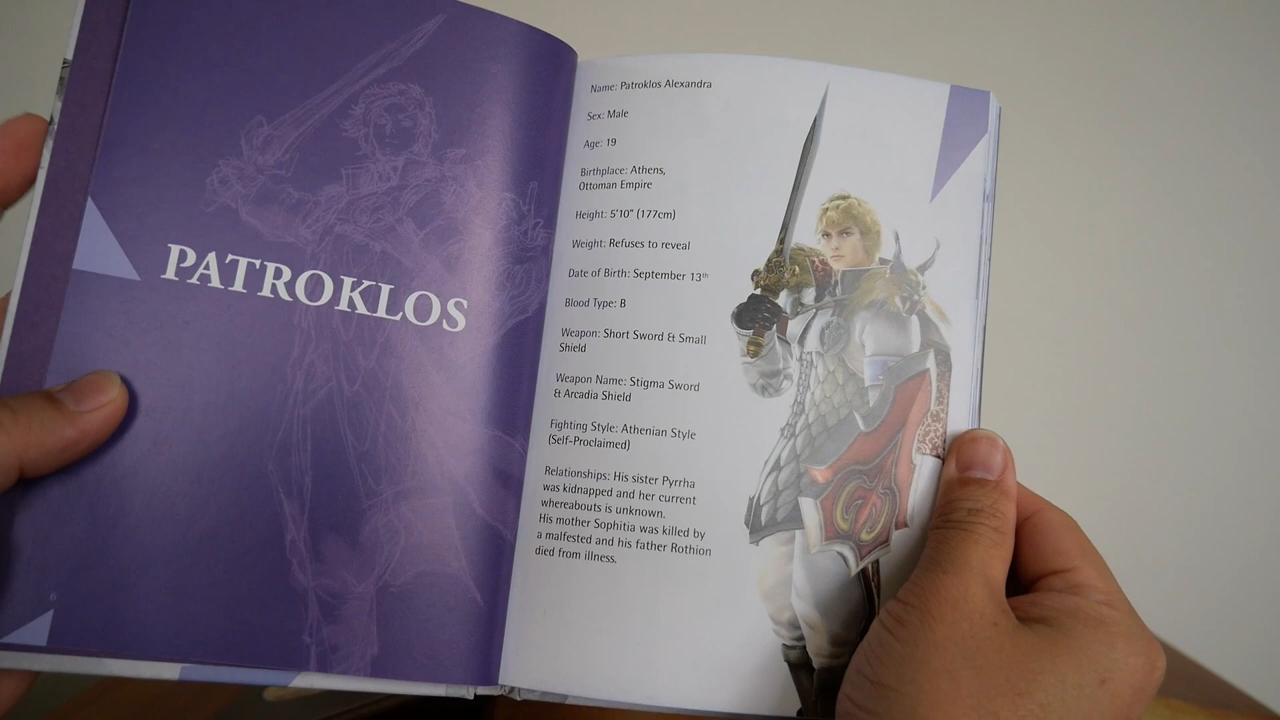 PATROKLOS
6
Name: Patroklos Alexandra
Sex: Male
Age: 19
Birthplace: Athens,
Ottoman Empire
Height: 5'10" (177cm)
Weight: Refuses to reveal
Date of Birth: September 13th
Blood Type: B
Weapon: Short Sword & Small
Shield
Weapon Name: Stigma Sword
& Arcadia Shield
Fighting Style: Athenian Style
(Self-Proclaimed)
Relationships: His sister Pyrrha
was kidnapped and her current
whereabouts is unknown.
His mother Sophitia was killed by
a malfested and his father Rothion
died from illness.